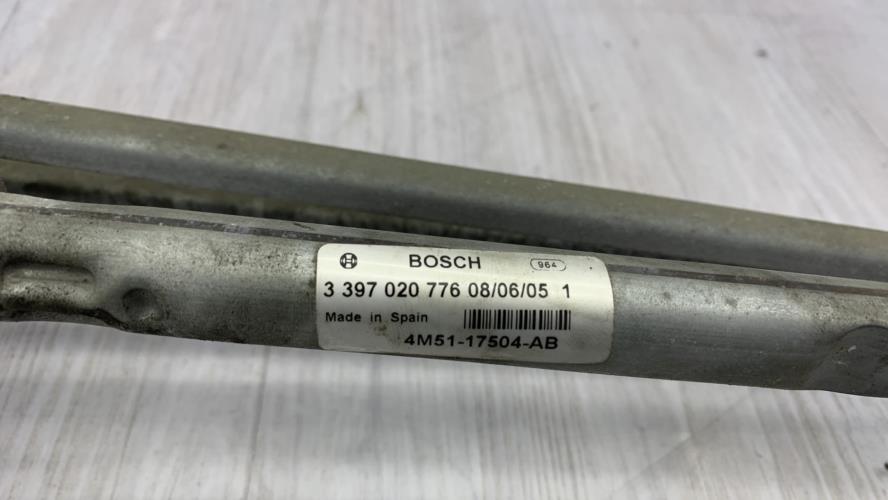 BOSCH 964
3 397 020 776 08/06/05 1
Made in Spain
4M51-17504-AB